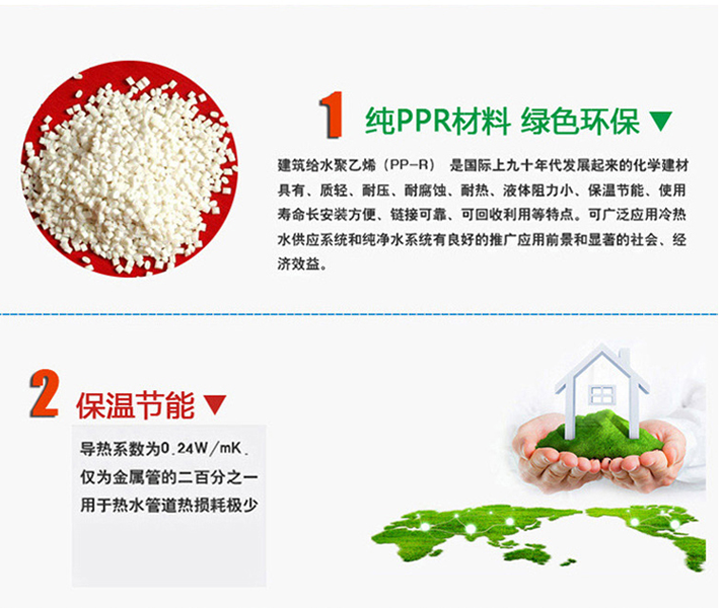 1 纯PPR材料 绿色环保
建筑给水聚乙烯(PP-R) 是国际上九十年代发展起来的化学建材
具有、质轻、耐压、耐腐蚀、耐热、液体阻力小、保温节能、使用
寿命长安装方便、链接可靠、可回收利用等特点。可广泛应用冷热
水供应系统和纯净水系统有良好的推广应用前景和显著的社会、经
济效益。
2 保温节能
导热系数为0.24W/mK.
仅为金属管的二百分之一
用于热水管道热损耗极少